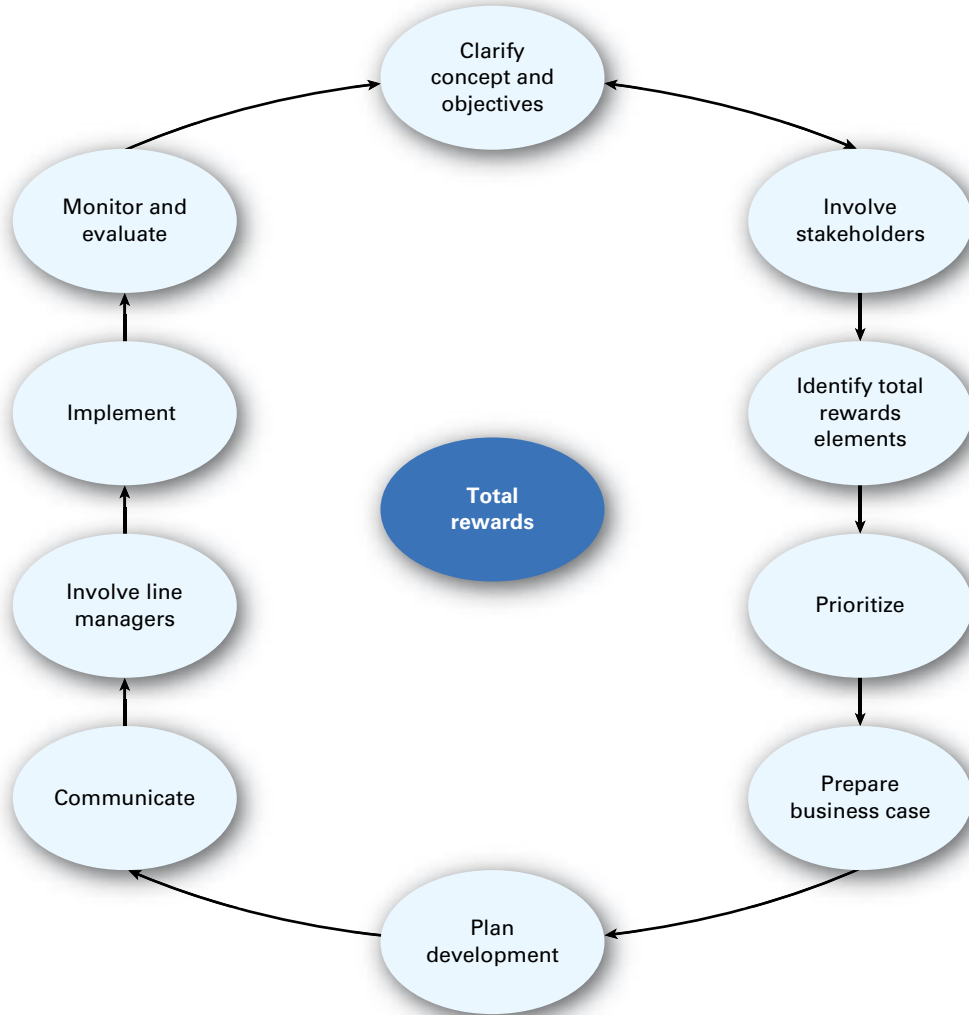 Clarify
concept and
objectives
Involve
stakeholders
Identify total
rewards
elements
Prioritize
Prepare
business case
Plan
development
Communicate
Involve line
managers
Implement
Monitor and
evaluate
Total
rewards